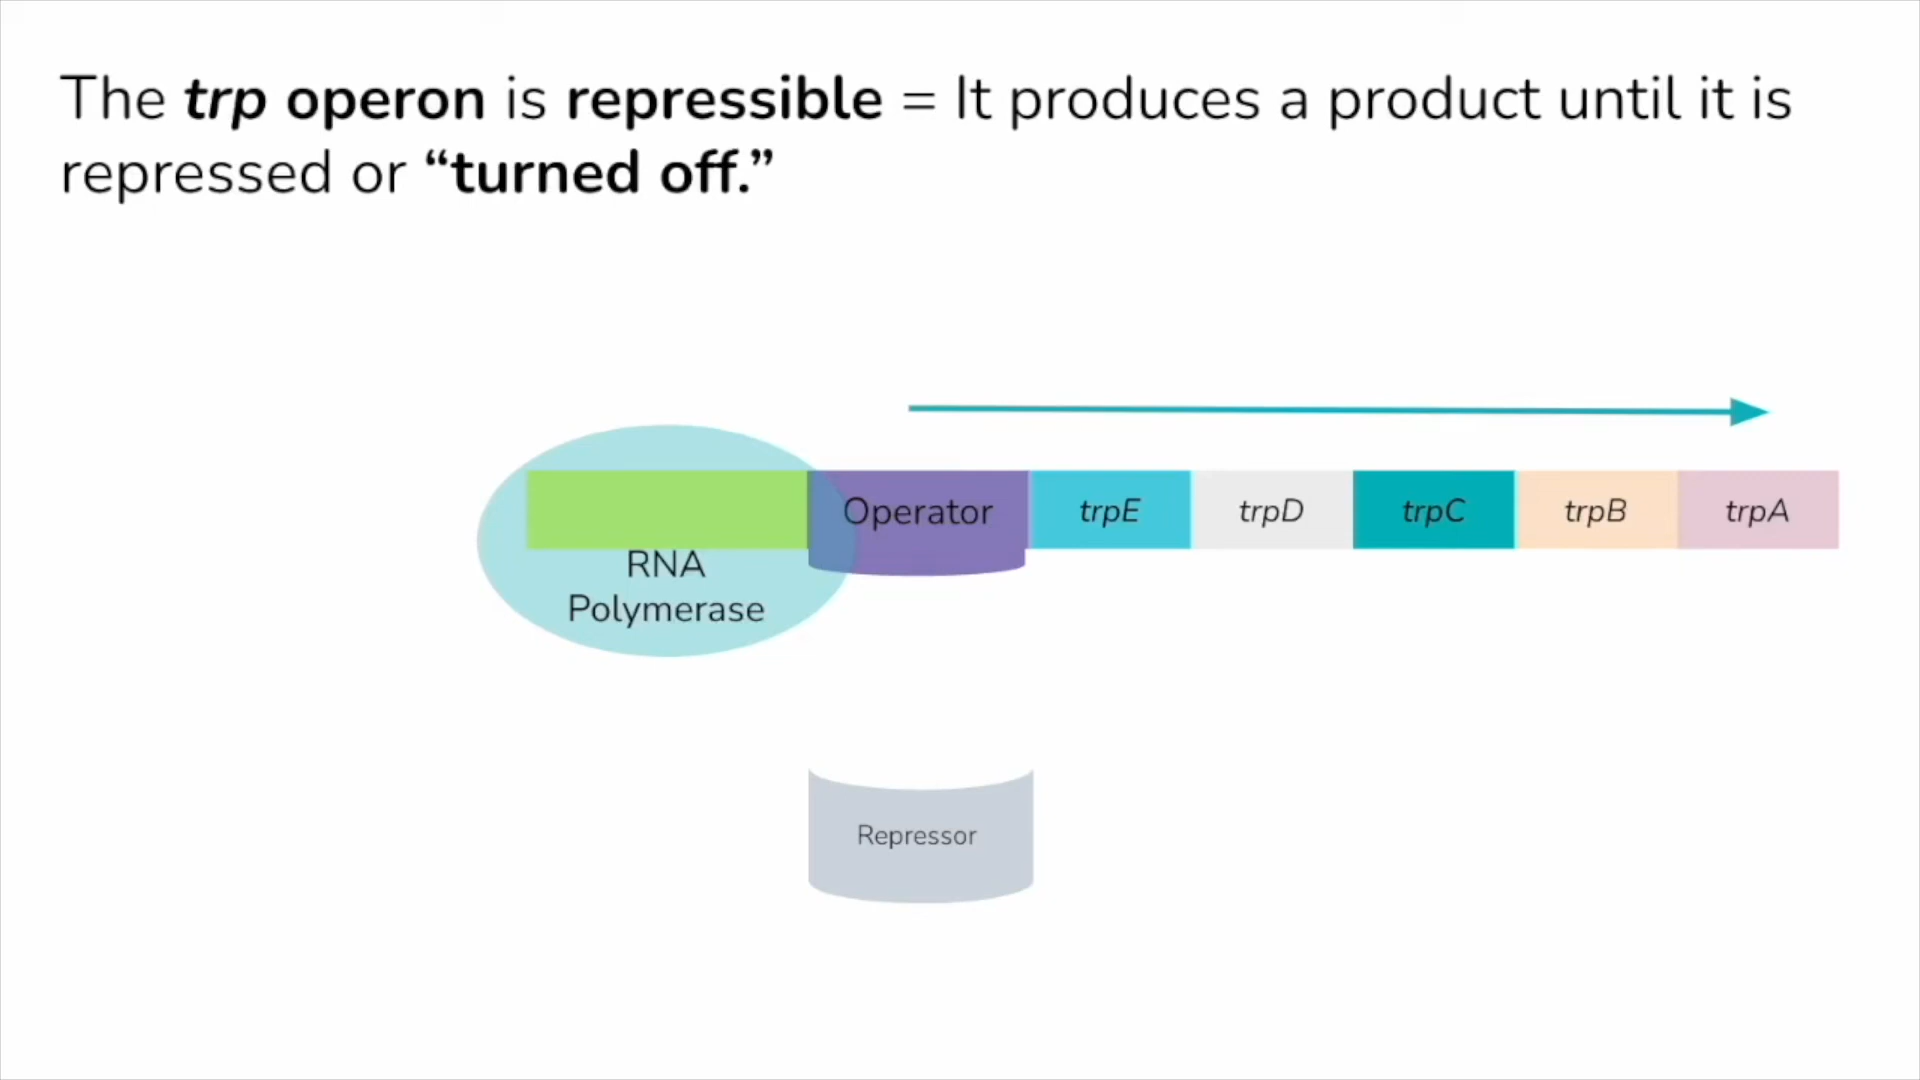 The trp operon is repressible = It produces a product until it is
repressed or “turned off.”
Operator
trpE
trpD
trpC
trpB
trpA
RNA
Polymerase
Repressor